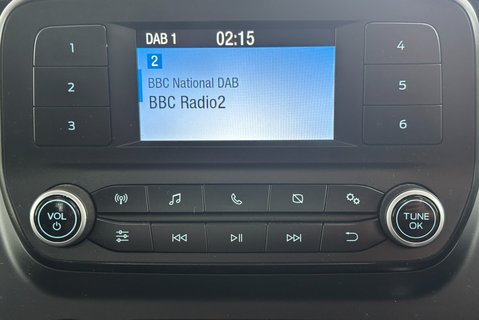 DAB 1 02:15
2
BBC National DAB
BBC Radio2
1
2
3
4
5
6
VOL
TUNE
OK